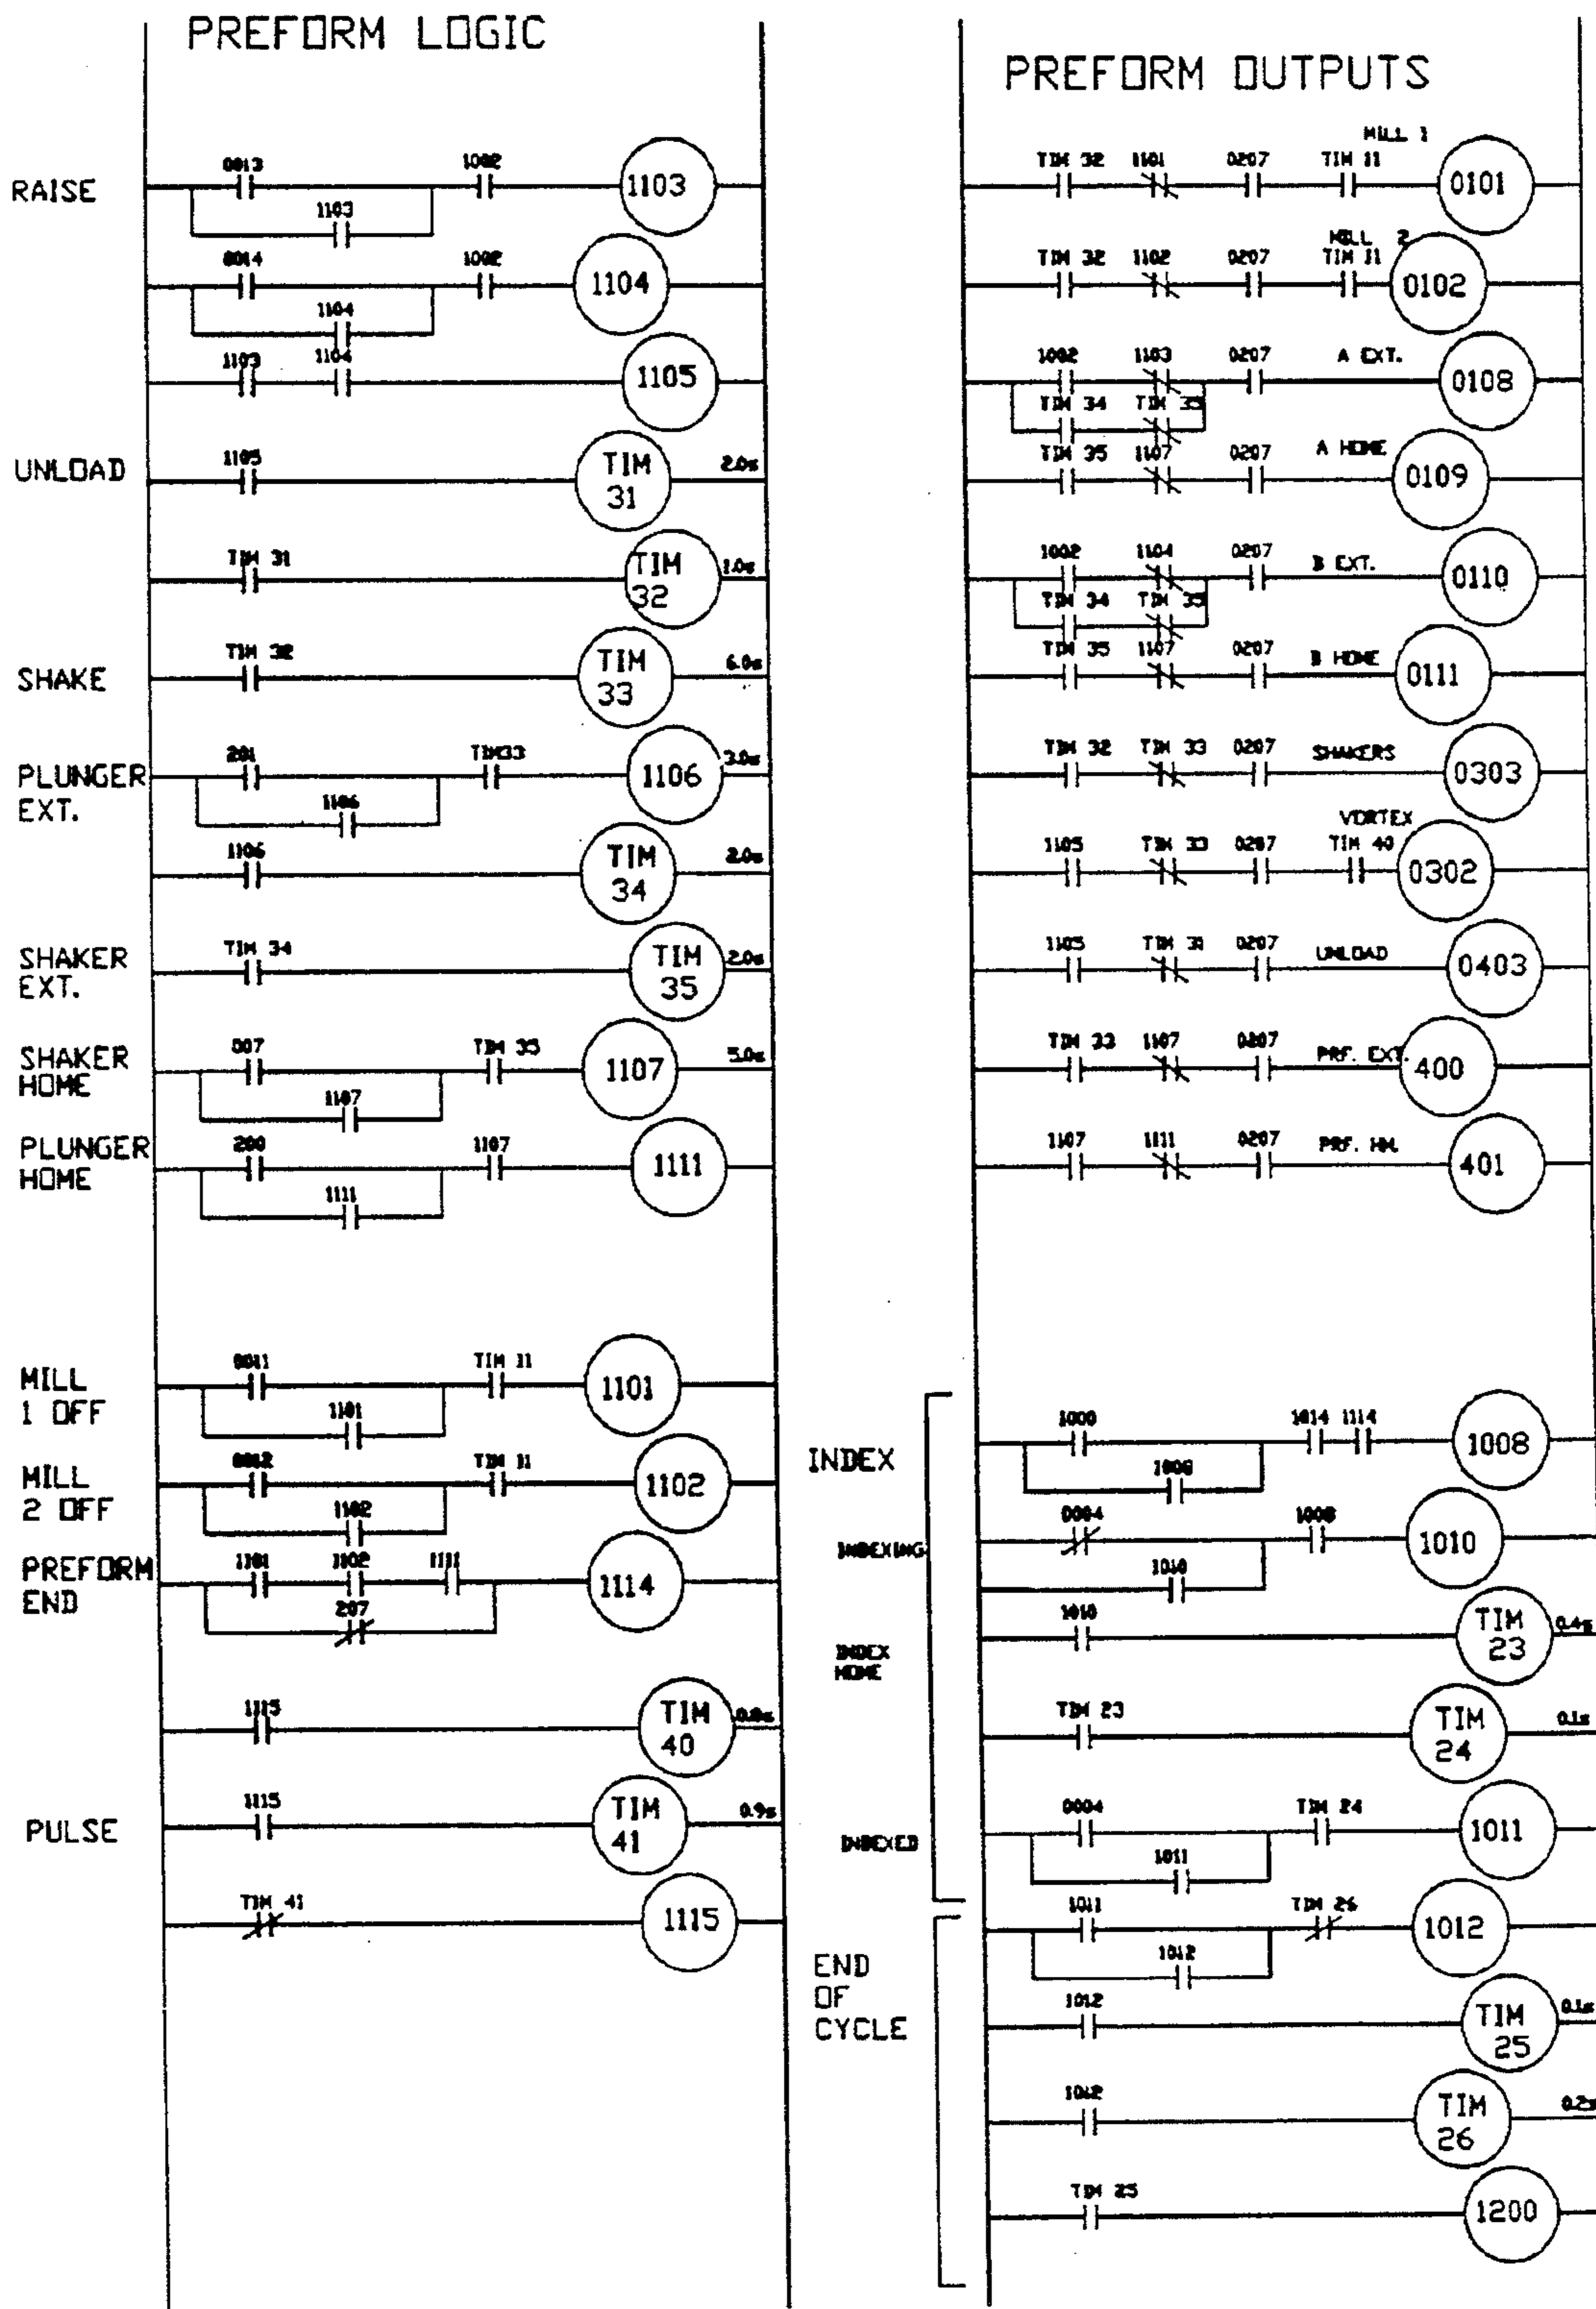 PREFORM LOGIC
RAISE
0013
1002
1103
1103
0014
1002
1104
1104
1103
1104
1105
UNLOAD
1105
TIM
31
2.0s
TIM 31
TIM
32
1.0s
SHAKE
TIM 32
TIM
33
6.0s
PLUNGER
EXT.
201
TIM33
1106
3.0s
1106
1106
TIM
34
2.0s
SHAKER
EXT.
TIM 34
TIM
35
2.0s
SHAKER
HOME
007
TIM 35
1107
5.0s
1107
PLUNGER
HOME
200
1107
1111
1111
MILL
1 OFF
0011
TIM 11
1101
1101
MILL
2 OFF
0012
TIM 11
1102
1102
PREFORM
END
1101
1102
1111
1114
207
1115
TIM
40
0.8s
PULSE
1115
TIM
41
0.9s
TIM 41
1115
PREFORM OUTPUTS
MILL 1
TIM 32
1101
0207
TIM 11
0101
MILL 2
TIM 32
1102
0207
TIM 11
0102
1002
1103
0207
A EXT.
0108
TIM 34
TIM 35
TIM 35
1107
0207
A HOME
0109
1002
1104
0207
B EXT.
0110
TIM 34
TIM 35
TIM 35
1107
0207
B HOME
0111
TIM 32
TIM 33
0207
SHAKERS
0303
VORTEX
1105
TIM 33
0207
TIM 40
0302
1105
TIM 31
0207
UNLOAD
0403
TIM 33
1107
0207
PRF. EXT.
400
1107
1111
0207
PRF. HM.
401
INDEX
1000
1014
1114
1008
1008
INDEXING
0004
1008
1010
1010
INDEX
HOME
1010
TIM
23
0.4s
TIM 23
TIM
24
0.1s
INDEXED
0004
TIM 24
1011
1011
END
OF
CYCLE
1011
TIM 26
1012
1012
1012
TIM
25
0.1s
1012
TIM
26
0.2s
TIM 25
1200